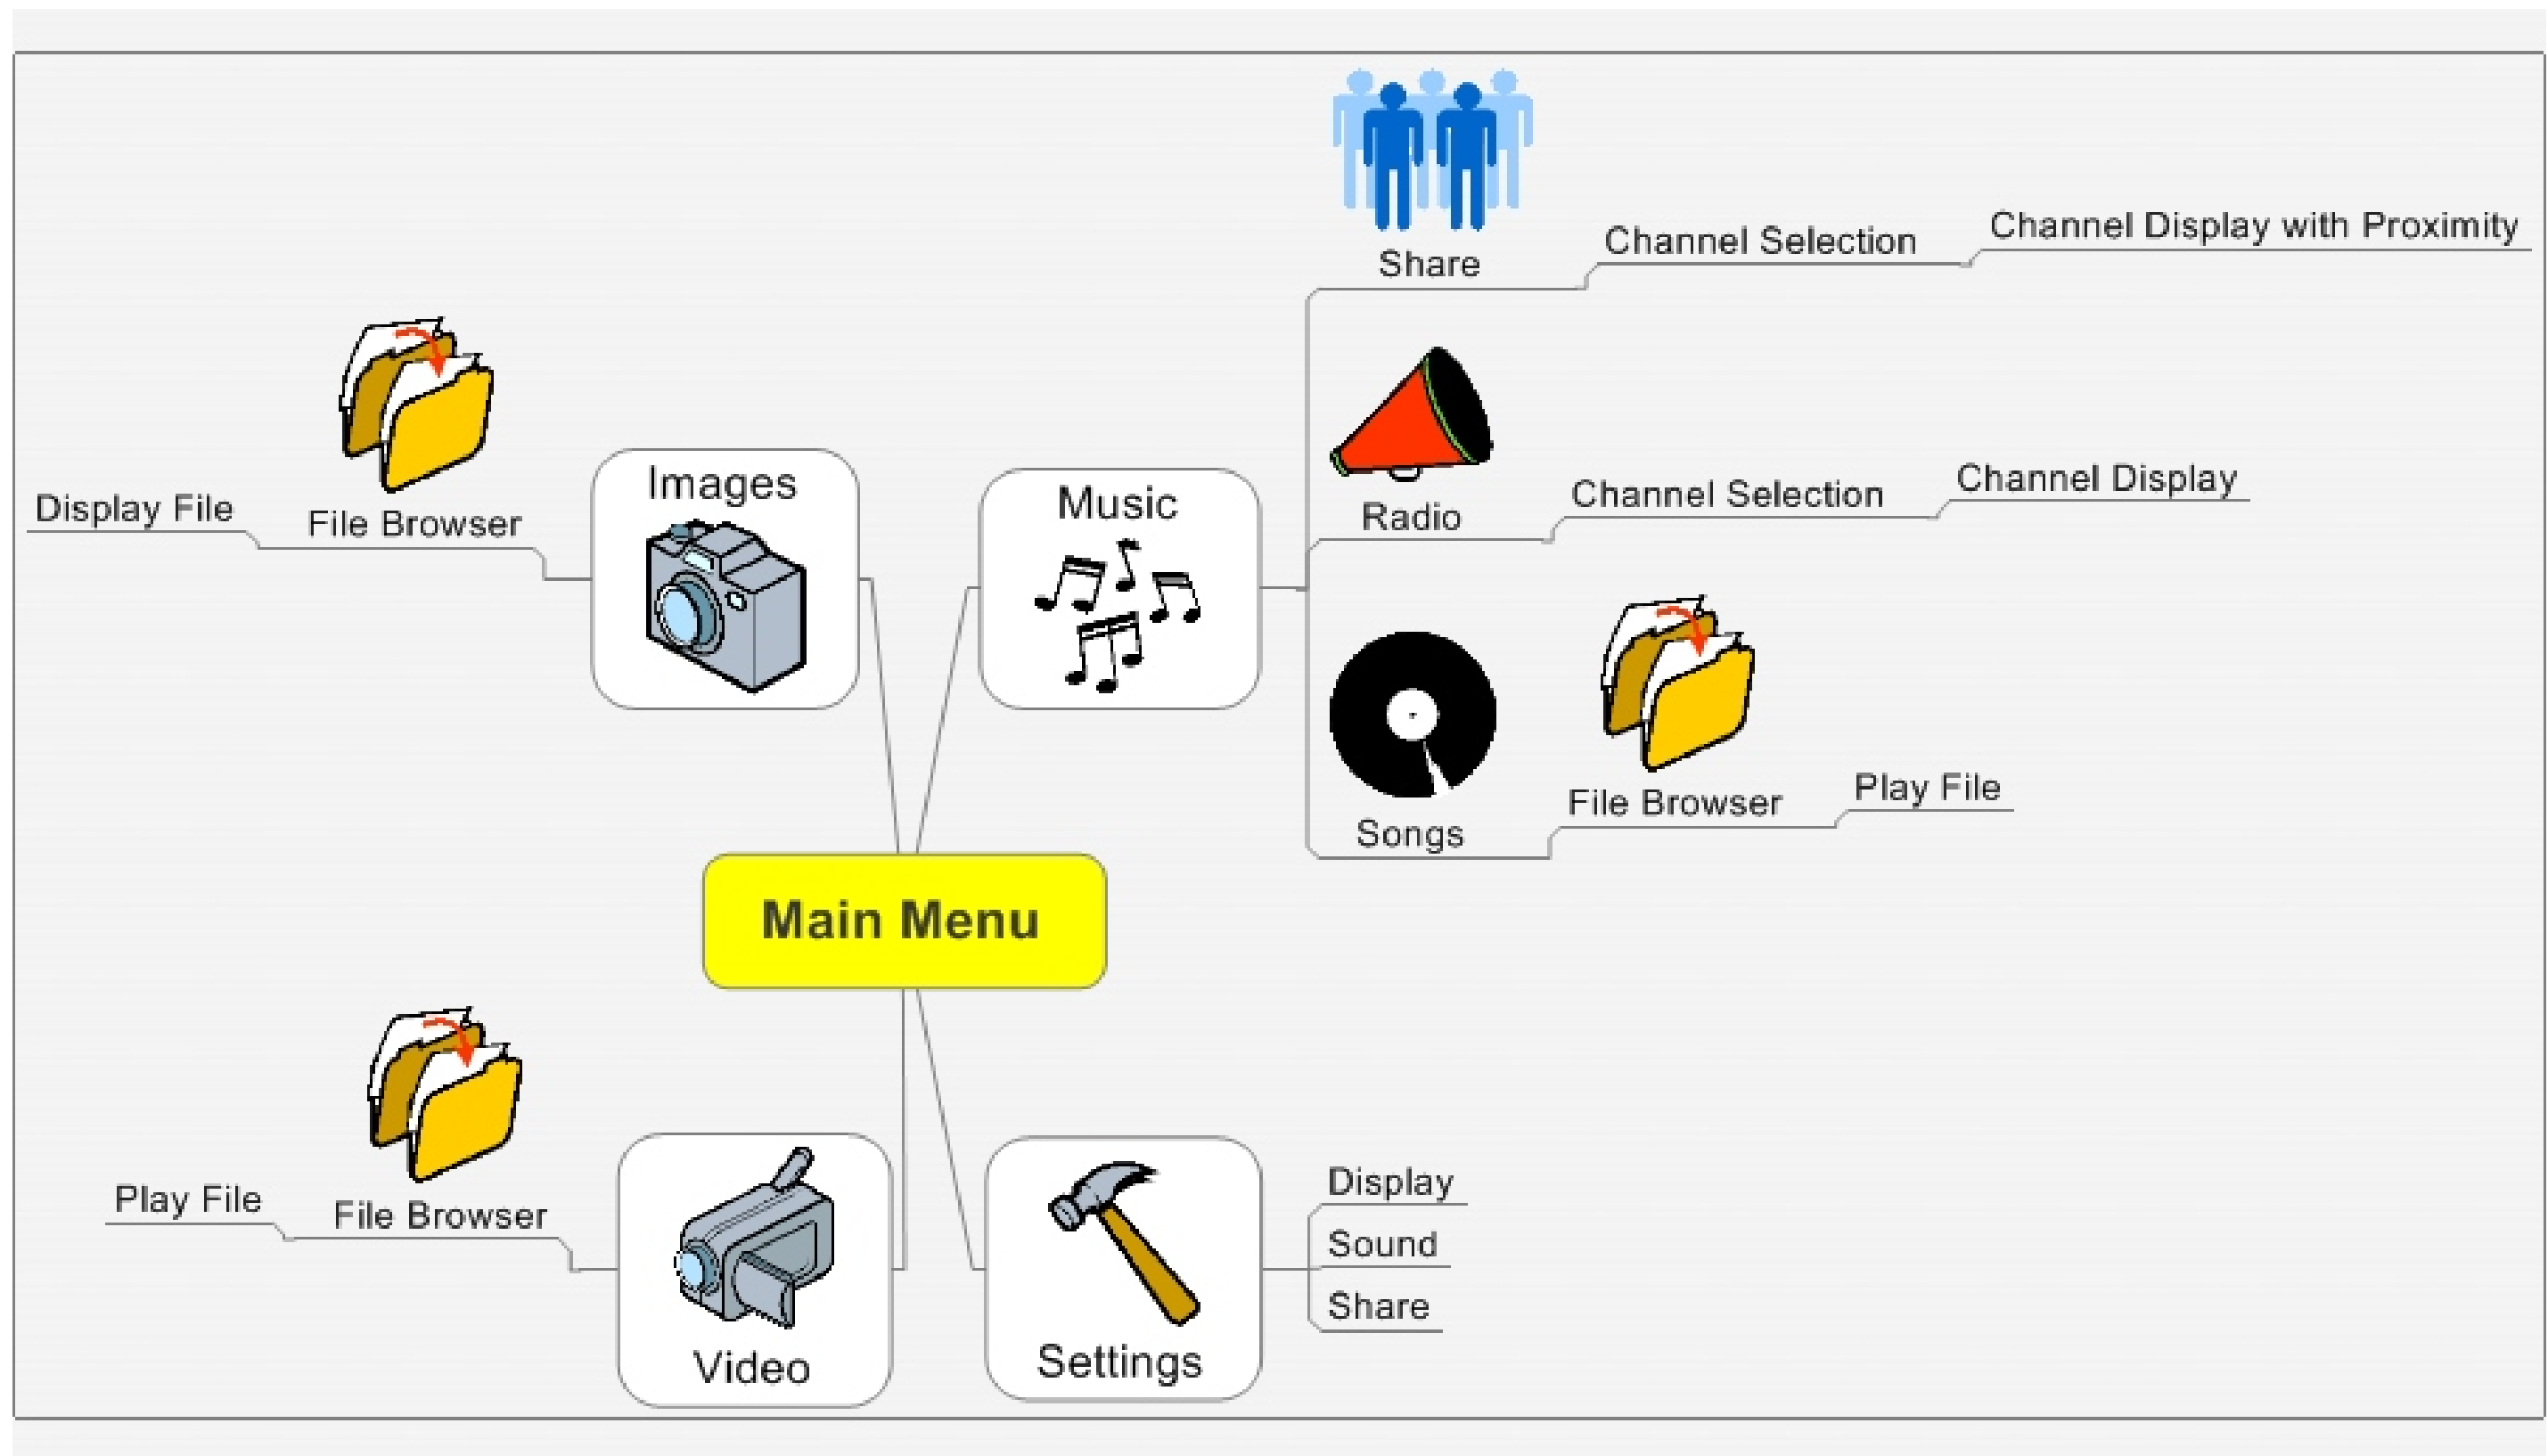 Share
Channel Selection
Channel Display with Proximity
Radio
Channel Selection
Channel Display
Songs
File Browser
Play File
Music
Images
File Browser
Display File
Main Menu
Video
File Browser
Play File
Settings
Display
Sound
Share